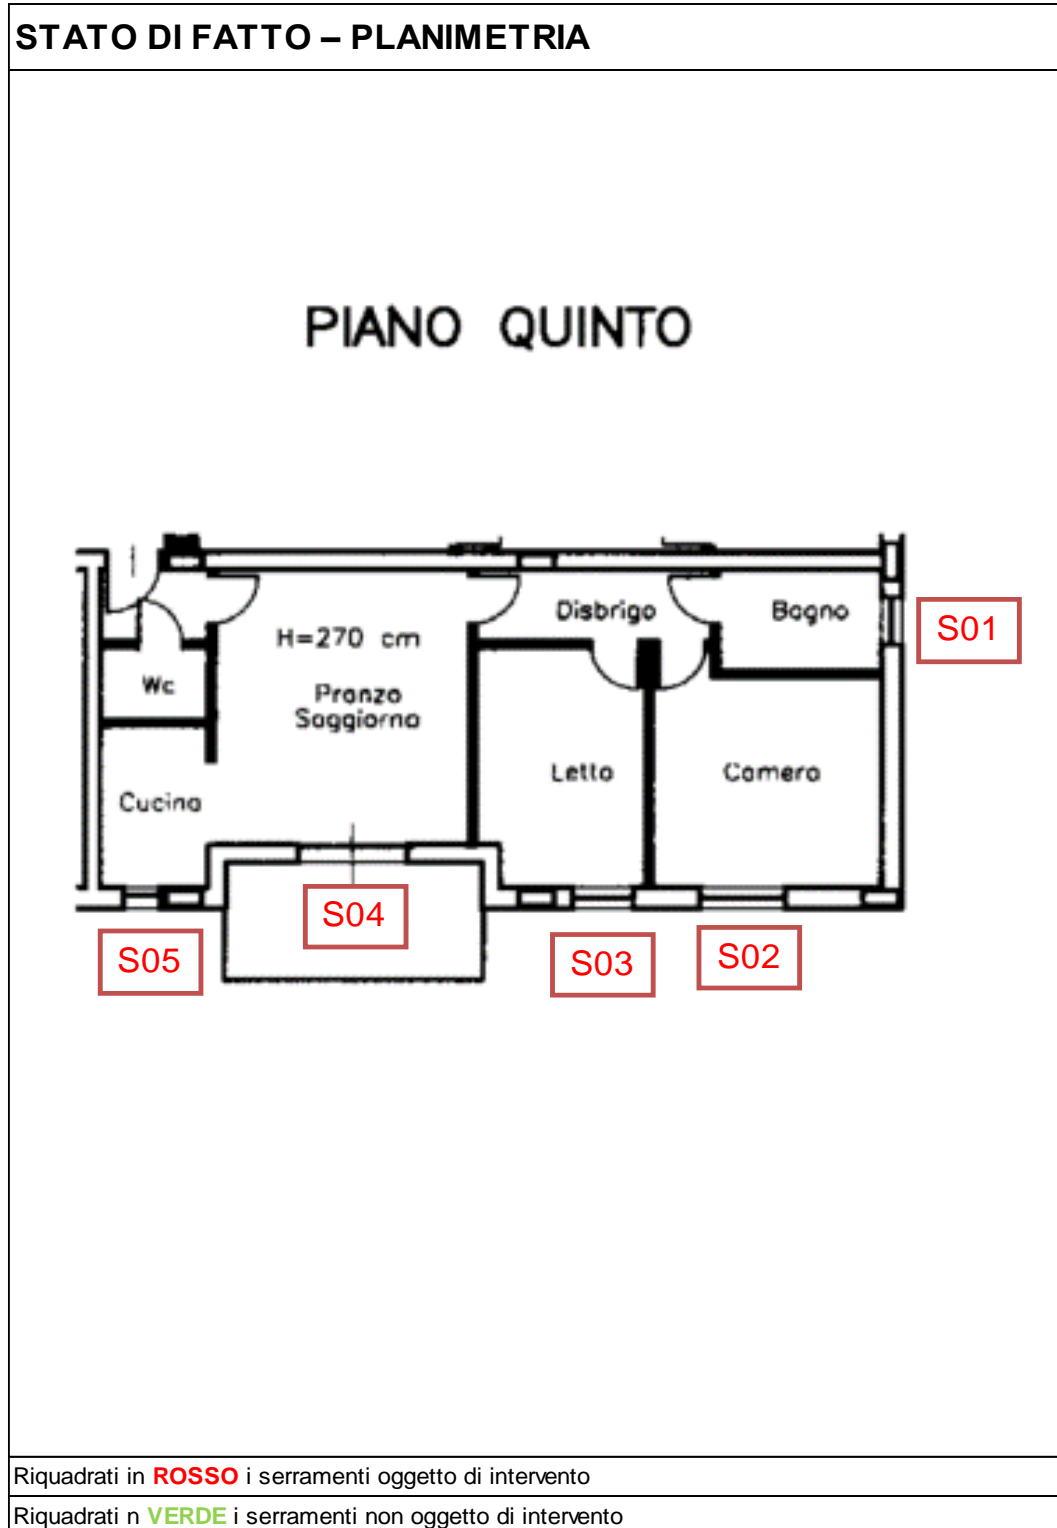 STATO DI FATTO – PLANIMETRIA
PIANO QUINTO
Disbrigo
Bagno
S01
H=270 cm
Wc
Pranzo
Soggiorno
Letto
Camera
Cucina
S04
S05
S03
S02
Riquadrati in ROSSO i serramenti oggetto di intervento
Riquadrati n VERDE i serramenti non oggetto di intervento